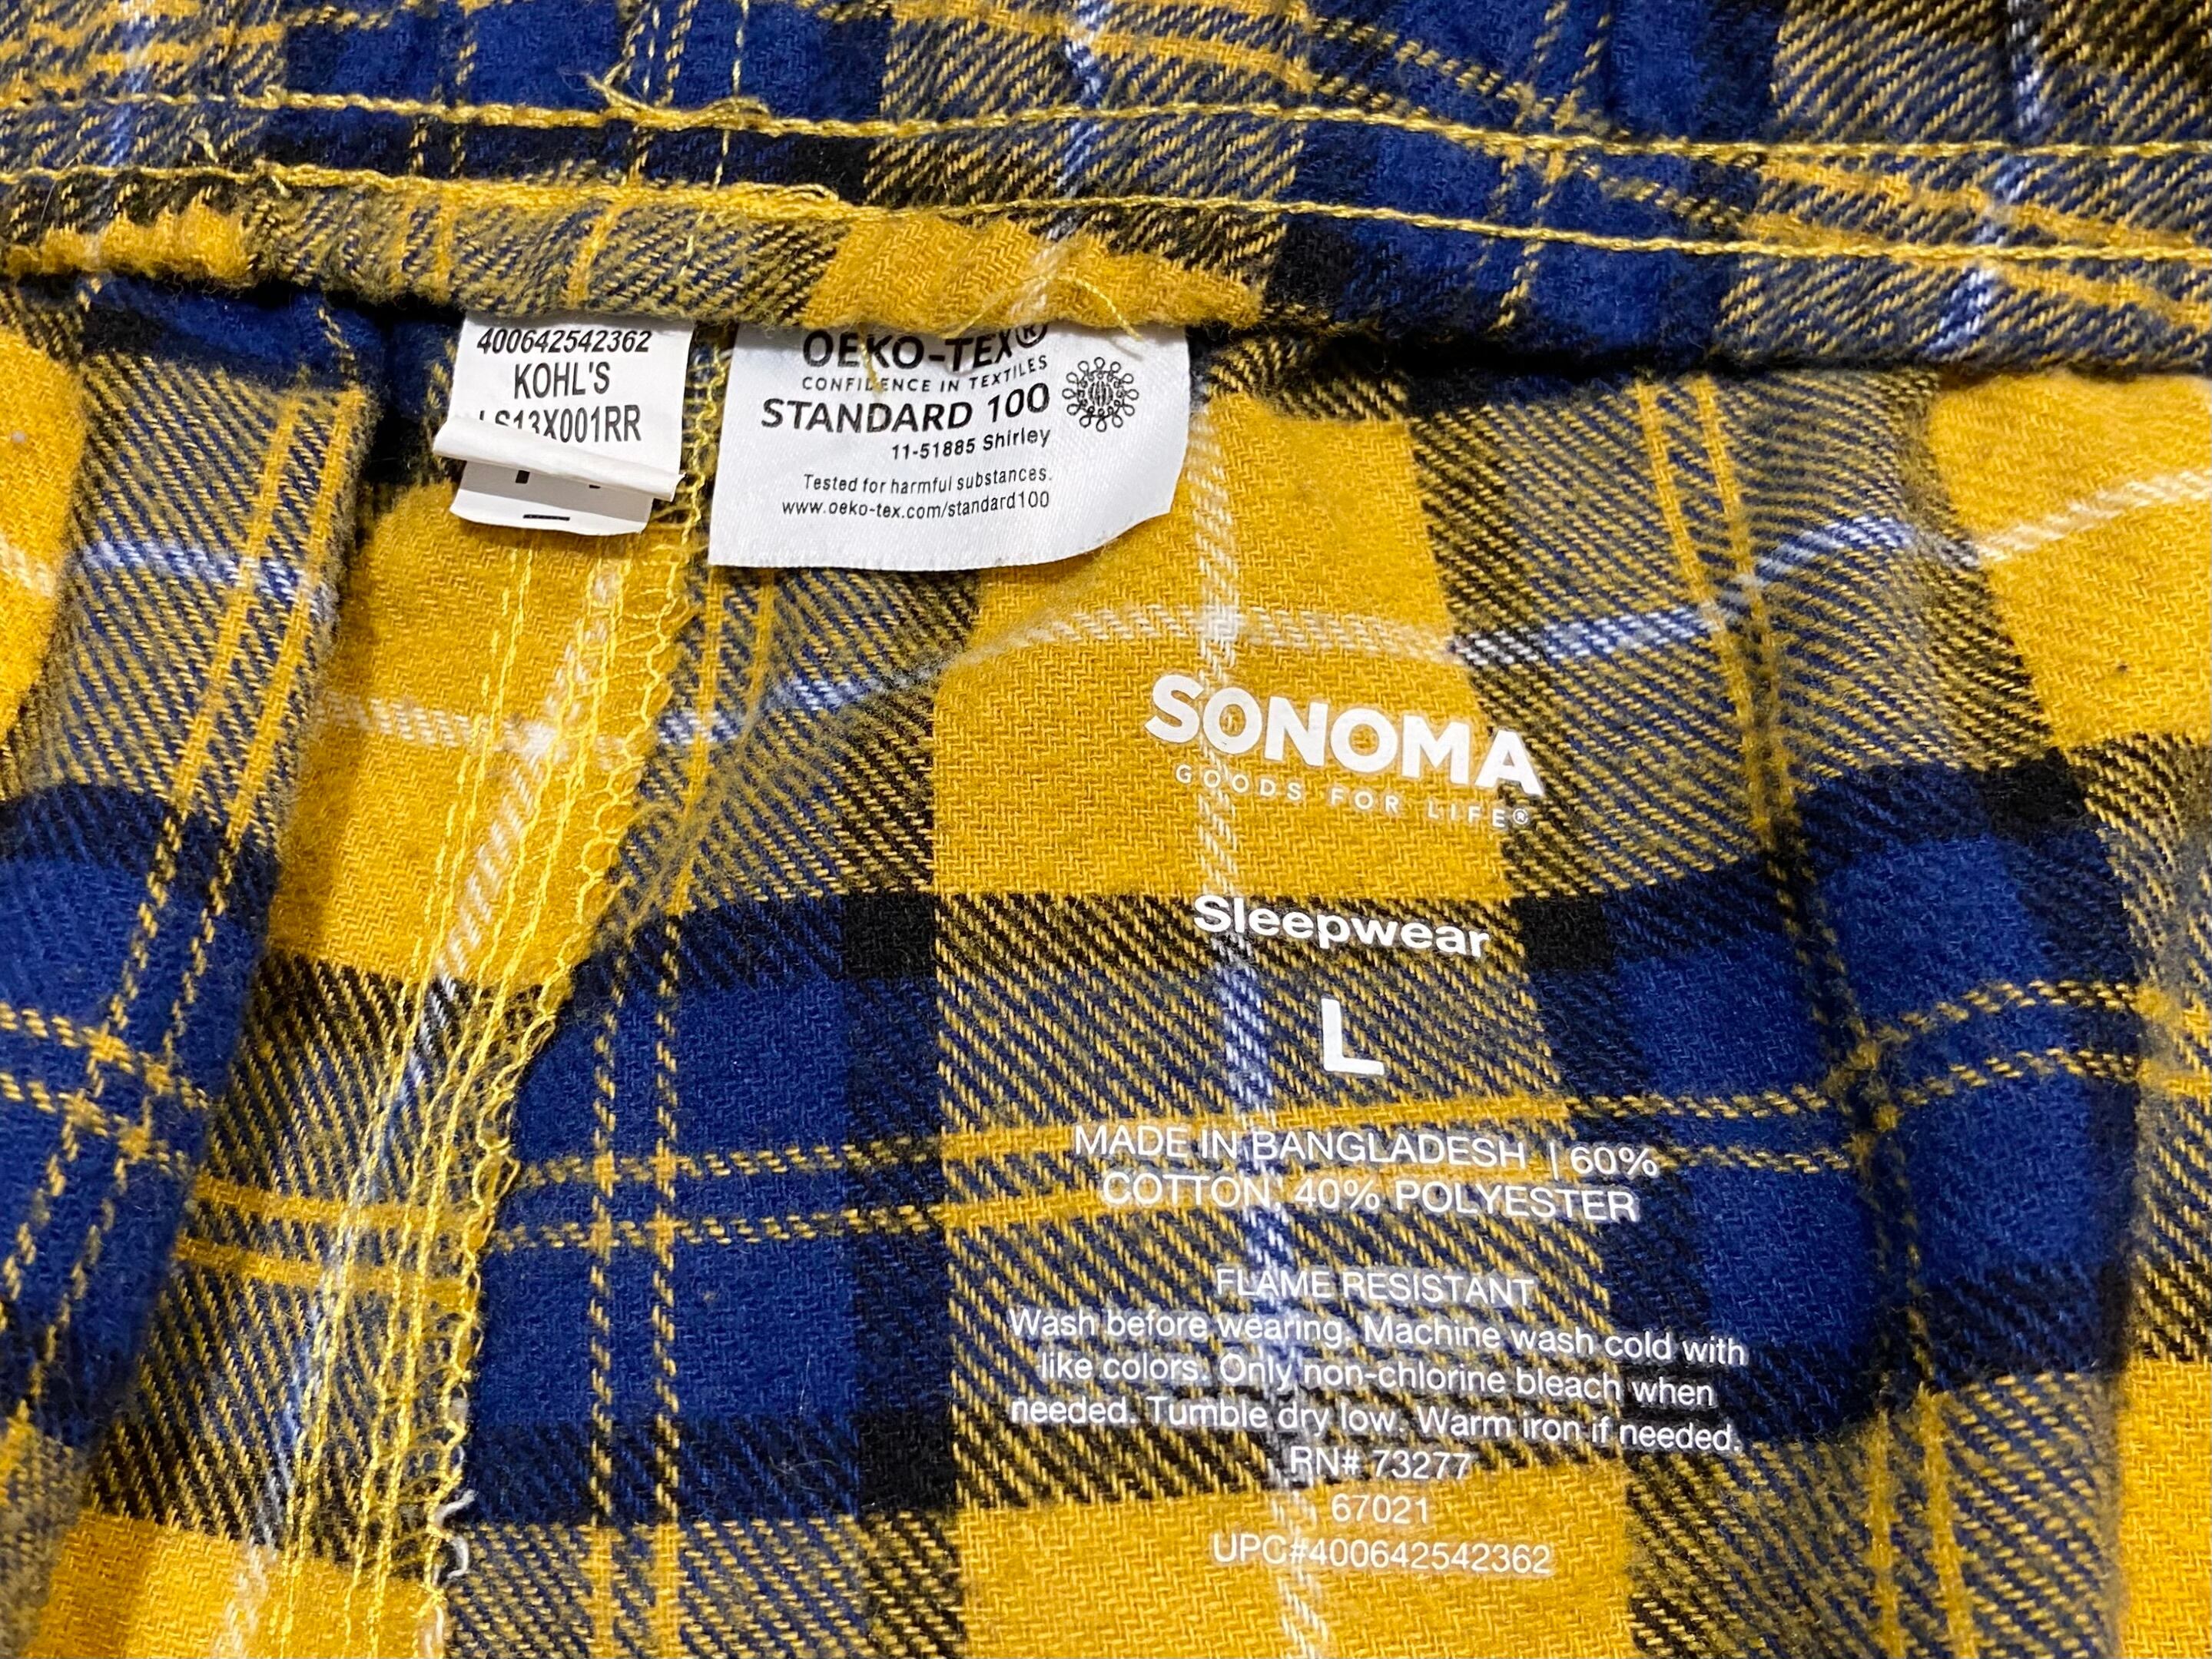 400642542362
KOHL'S
LS13X001RR
OEKO-TEX®
CONFIDENCE IN TEXTILES
STANDARD 100
11-51885 Shirley
Tested for harmful substances.
www.oeko-tex.com/standard100
SONOMA
GOODS FOR LIFE®
Sleepwear
L
MADE IN BANGLADESH | 60%
COTTON 40% POLYESTER
FLAME RESISTANT
Wash before wearing. Machine wash cold with
like colors. Only non-chlorine bleach when
needed. Tumble dry low. Warm iron if needed.
RN# 73277
67021
UPC#400642542362